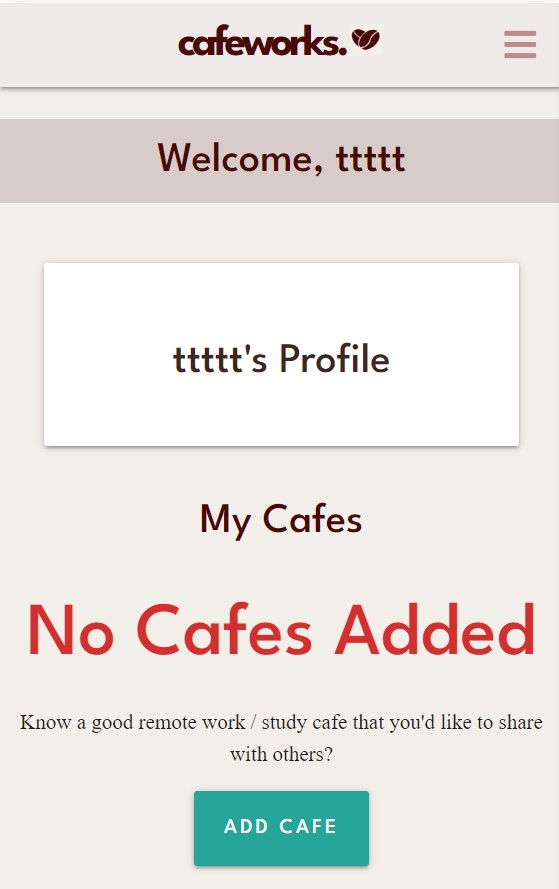 cafeworks.
Welcome, ttttt
ttttt's Profile
My Cafes
No Cafes Added
Know a good remote work / study cafe that you'd like to share
with others?
ADD CAFE